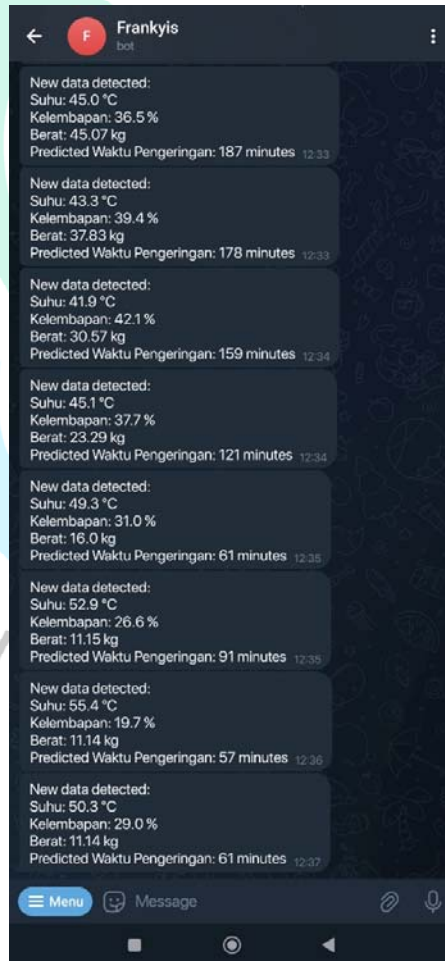 Frankyis
F
bot
New data detected:
Suhu: 45.0 °C
Kelembapan: 36.5 %
Berat: 45.07 kg
Predicted Waktu Pengeringan: 187 minutes 12:33
New data detected:
Suhu: 43.3 °C
Kelembapan: 39.4 %
Berat: 37.83 kg
Predicted Waktu Pengeringan: 178 minutes 12:33
New data detected:
Suhu: 41.9 °C
Kelembapan: 42.1 %
Berat: 30.57 kg
Predicted Waktu Pengeringan: 159 minutes 12:34
New data detected:
Suhu: 45.1 °C
Kelembapan: 37.7 %
Berat: 23.29 kg
Predicted Waktu Pengeringan: 121 minutes 12:34
New data detected:
Suhu: 49.3 °C
Kelembapan: 31.0 %
Berat: 16.0 kg
Predicted Waktu Pengeringan: 61 minutes 12:35
New data detected:
Suhu: 52.9 °C
Kelembapan: 26.6 %
Berat: 11.15 kg
Predicted Waktu Pengeringan: 91 minutes 12:35
New data detected:
Suhu: 55.4 °C
Kelembapan: 19.7 %
Berat: 11.14 kg
Predicted Waktu Pengeringan: 57 minutes 12:36
New data detected:
Suhu: 50.3 °C
Kelembapan: 29.0 %
Berat: 11.14 kg
Predicted Waktu Pengeringan: 61 minutes 12:37
Menu
Message